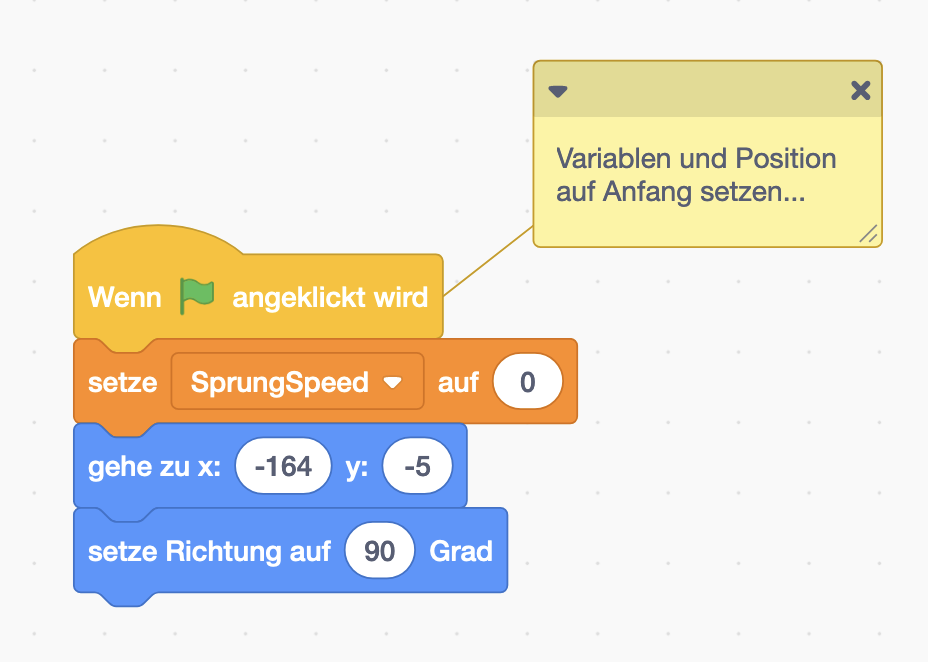 Variablen und Position
auf Anfang setzen...
Wenn angeklickt wird
setze SprungSpeed auf 0
gehe zu x: -164 y: -5
setze Richtung auf 90 Grad